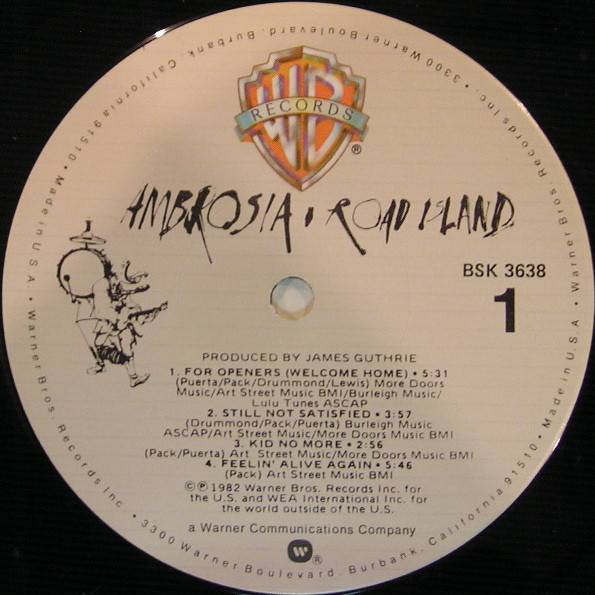 WB
RECORDS
®
AMBROSIA • ROAD ISLAND
BSK 3638
1
PRODUCED BY JAMES GUTHRIE
1. FOR OPENERS (WELCOME HOME) • 5:31
(Puerta/Pack/Drummond/Lewis) More Doors
Music/Art Street Music BMI/Burleigh Music/
Lulu Tunes ASCAP
2. STILL NOT SATISFIED • 3:57
(Drummond/Pack/Puerta) Burleigh Music
ASCAP/Art Street Music/More Doors Music BMI
3. KID NO MORE • 2:56
(Pack/Puerta) Art Street Music/More Doors Music BMI
4. FEELIN' ALIVE AGAIN • 5:46
(Pack) Art Street Music BMI
©℗ 1982 Warner Bros. Records Inc. for
the U.S. and WEA International Inc. for
the world outside of the U.S.
a Warner Communications Company
W®
Made in U.S.A. • Warner Bros. Records Inc. • 3300 Warner Boulevard, Burbank, California 91510 • Made in U.S.A. • Warner Bros. Records Inc. • 3300 Warner Boulevard, Burbank, California 91510 •